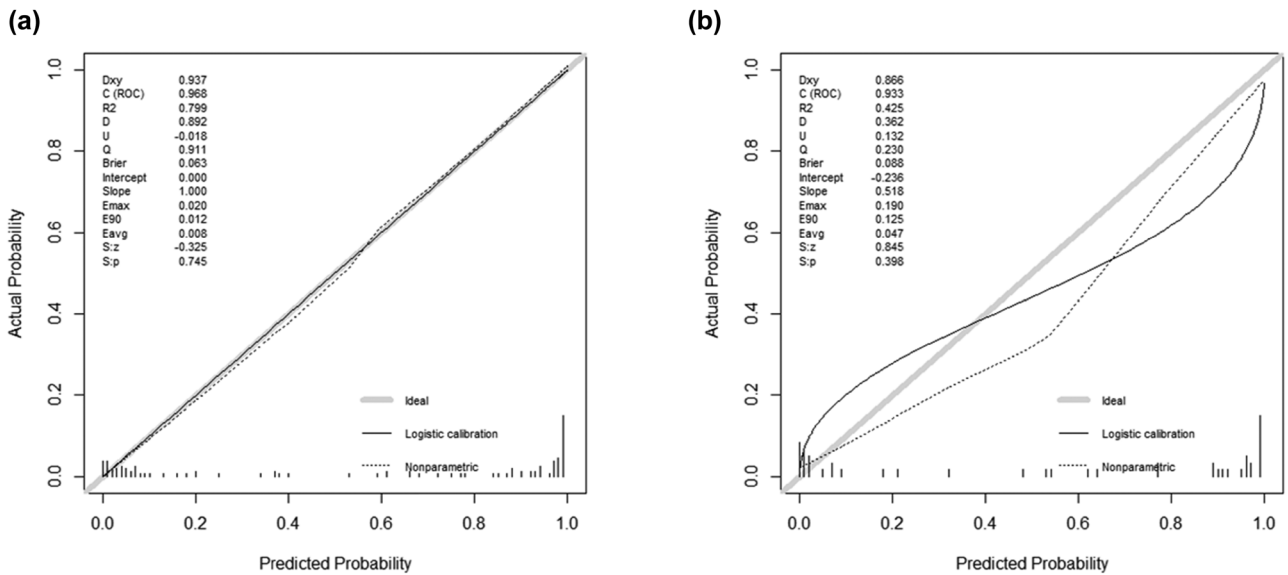 (a)
Dxy 0.937
C (ROC) 0.968
R2 0.799
D 0.892
U -0.018
Q 0.911
Brier 0.063
Intercept 0.000
Slope 1.000
Emax 0.020
E90 0.012
Eavg 0.008
S:z -0.325
S:p 0.745
Actual Probability
1.0
0.8
0.6
0.4
0.2
0.0
Ideal
Logistic calibration
Nonparametric
0.0 0.2 0.4 0.6 0.8 1.0
Predicted Probability
(b)
Dxy 0.866
C (ROC) 0.933
R2 0.425
D 0.362
U 0.132
Q 0.230
Brier 0.088
Intercept -0.236
Slope 0.518
Emax 0.190
E90 0.125
Eavg 0.047
S:z 0.845
S:p 0.398
Actual Probability
1.0
0.8
0.6
0.4
0.2
0.0
Ideal
Logistic calibration
Nonparametric
0.0 0.2 0.4 0.6 0.8 1.0
Predicted Probability